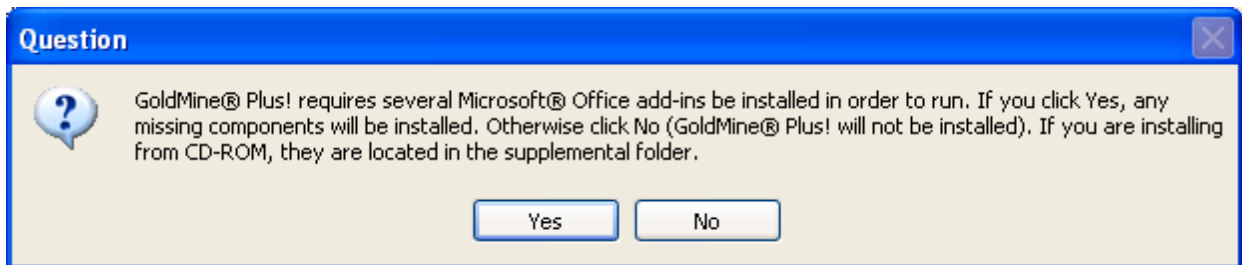 Question
GoldMine® Plus! requires several Microsoft® Office add-ins be installed in order to run. If you click Yes, any
missing components will be installed. Otherwise click No (GoldMine® Plus! will not be installed). If you are installing
from CD-ROM, they are located in the supplemental folder.
Yes No